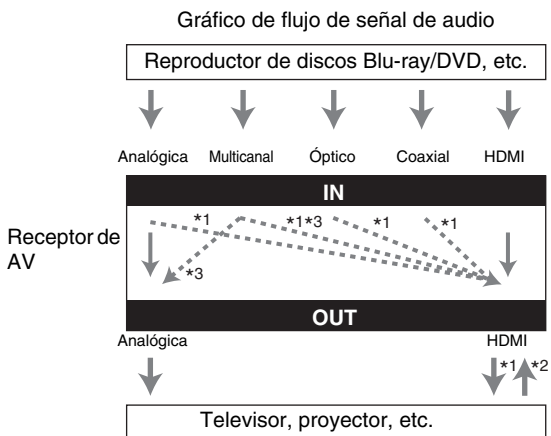 Gráfico de flujo de señal de audio
Reproductor de discos Blu-ray/DVD, etc.
Analógica Multicanal Óptico Coaxial HDMI
IN
*1 *1*3 *1 *1
Receptor de
AV
*3
OUT
Analógica HDMI
*1 *2
Televisor, proyector, etc.